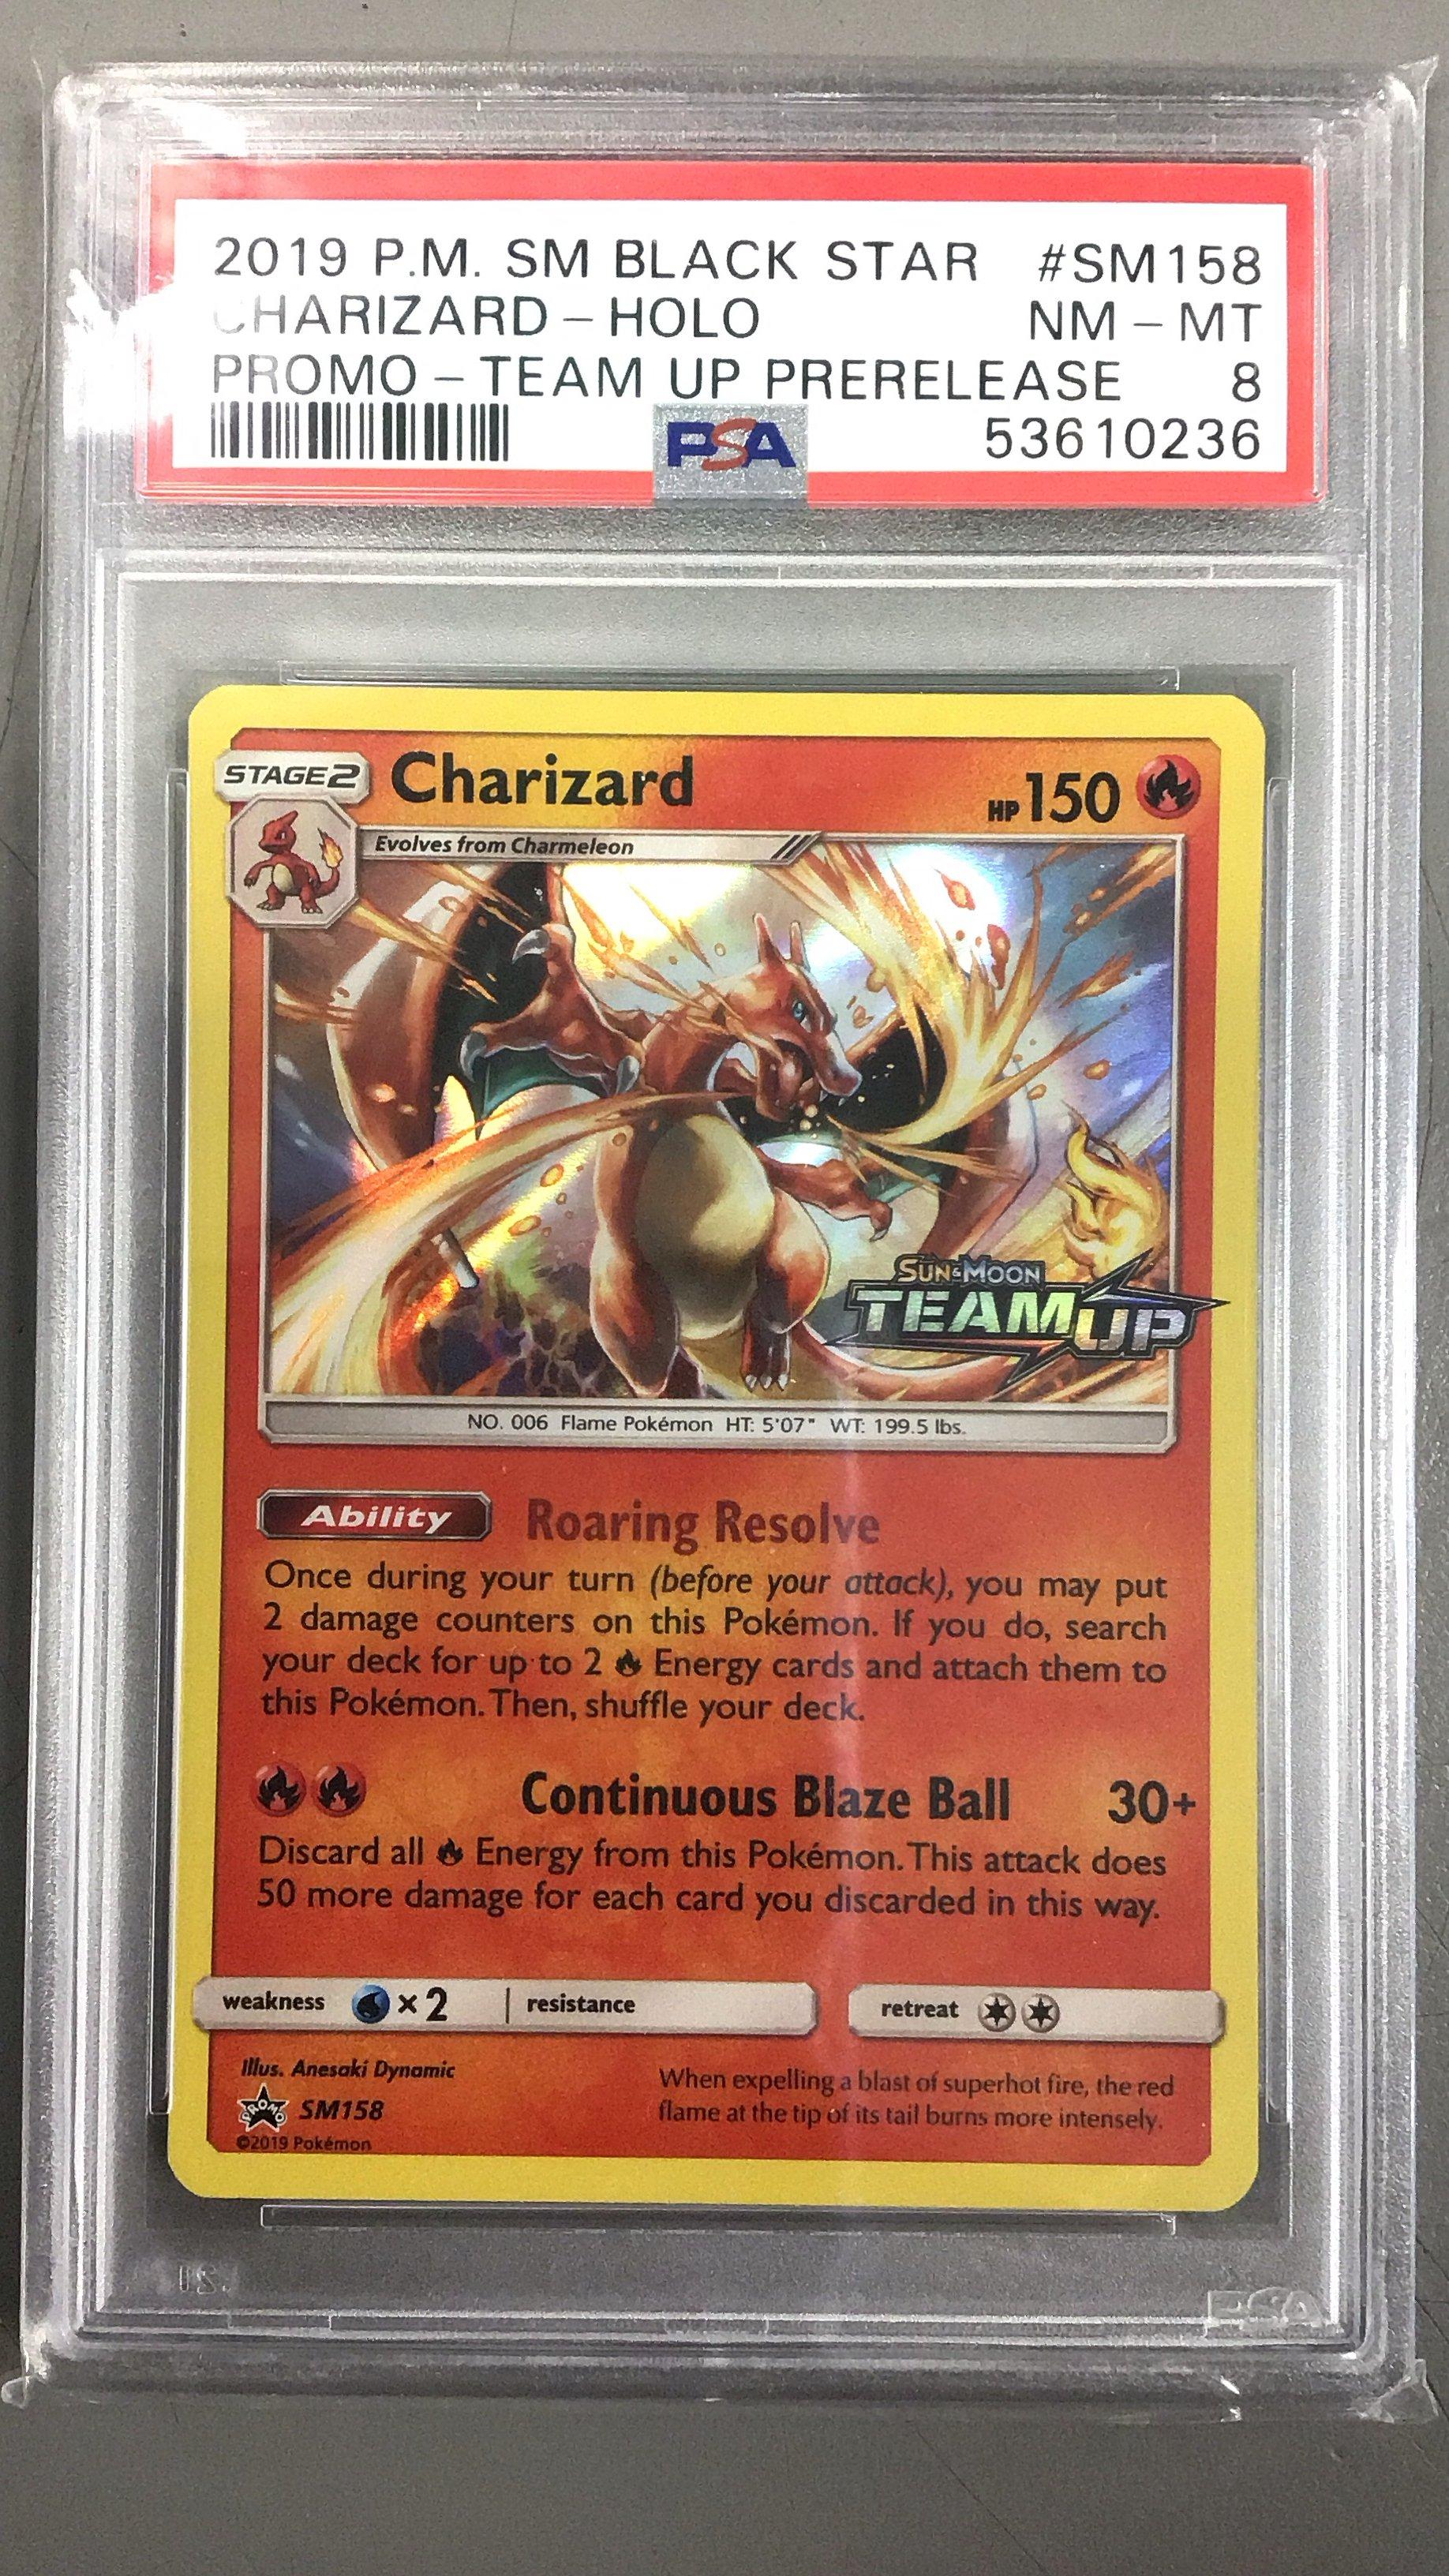 2019 P.M. SM BLACK STAR #SM158
CHARIZARD - HOLO NM - MT
PROMO - TEAM UP PRERELEASE 8
PSA 53610236
STAGE 2 Charizard HP 150
Evolves from Charmeleon
SUN & MOON
TEAM UP
NO. 006 Flame Pokémon HT: 5'07" WT: 199.5 lbs.
Ability Roaring Resolve
Once during your turn (before your attack), you may put
2 damage counters on this Pokémon. If you do, search
your deck for up to 2 Energy cards and attach them to
this Pokémon. Then, shuffle your deck.
Continuous Blaze Ball 30+
Discard all Energy from this Pokémon. This attack does
50 more damage for each card you discarded in this way.
weakness ×2 resistance retreat
Illus. Anesaki Dynamic
PROMO SM158
©2019 Pokémon
When expelling a blast of superhot fire, the red
flame at the tip of its tail burns more intensely.
PSA